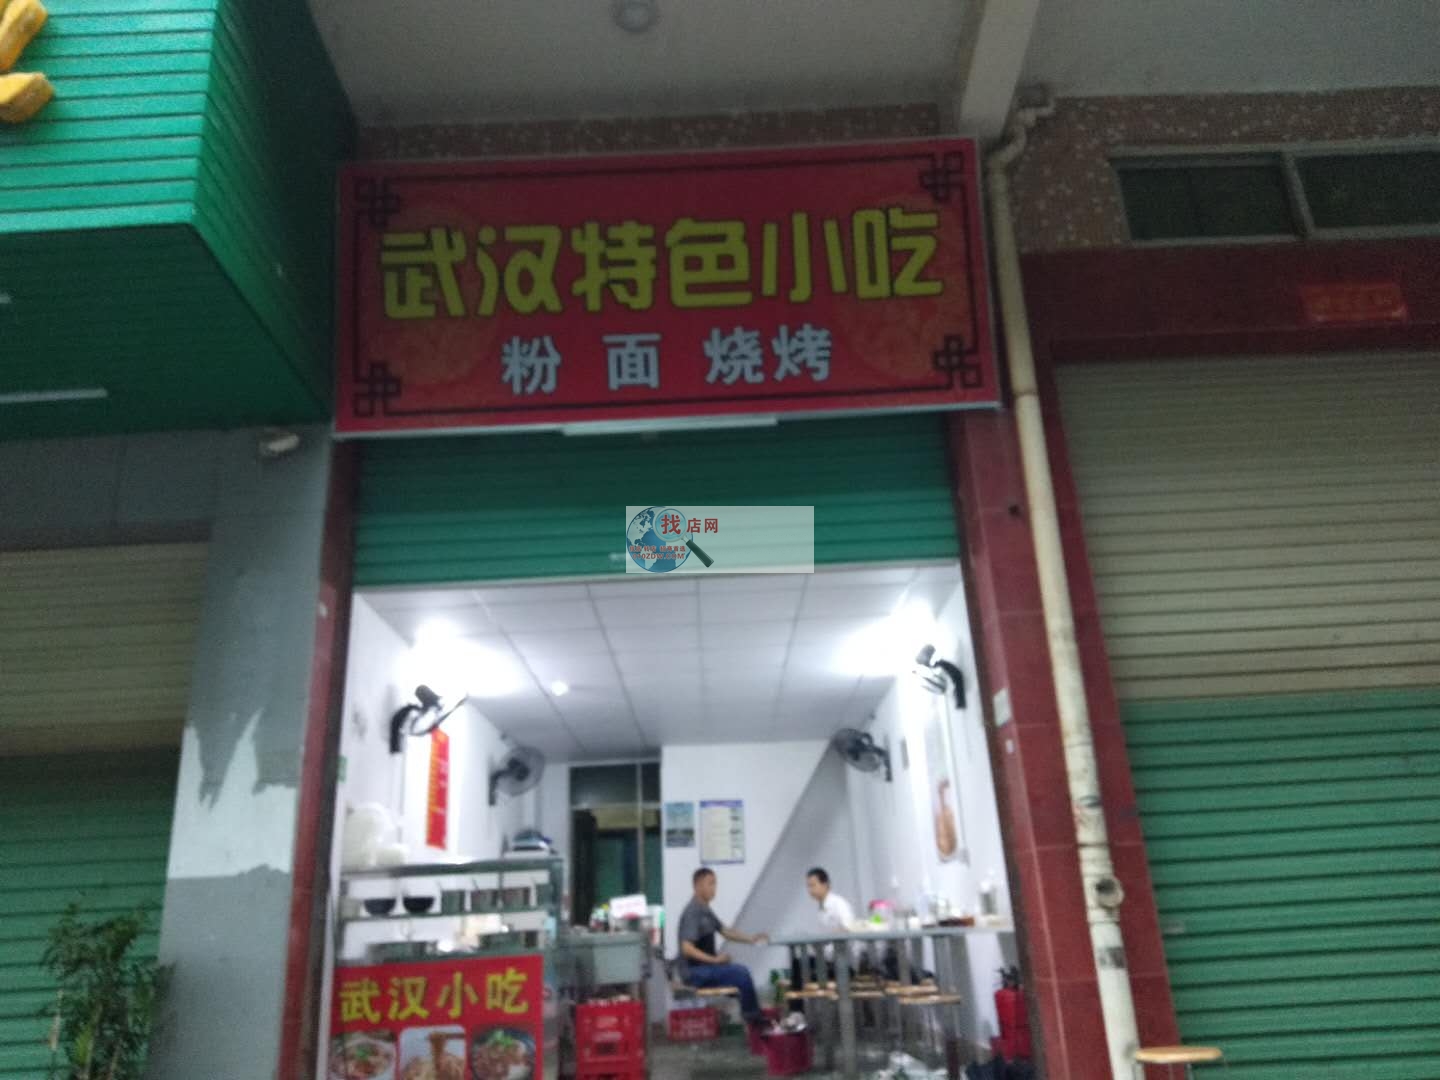 武汉特色小吃
粉 面 烧烤
找店网
武汉小吃